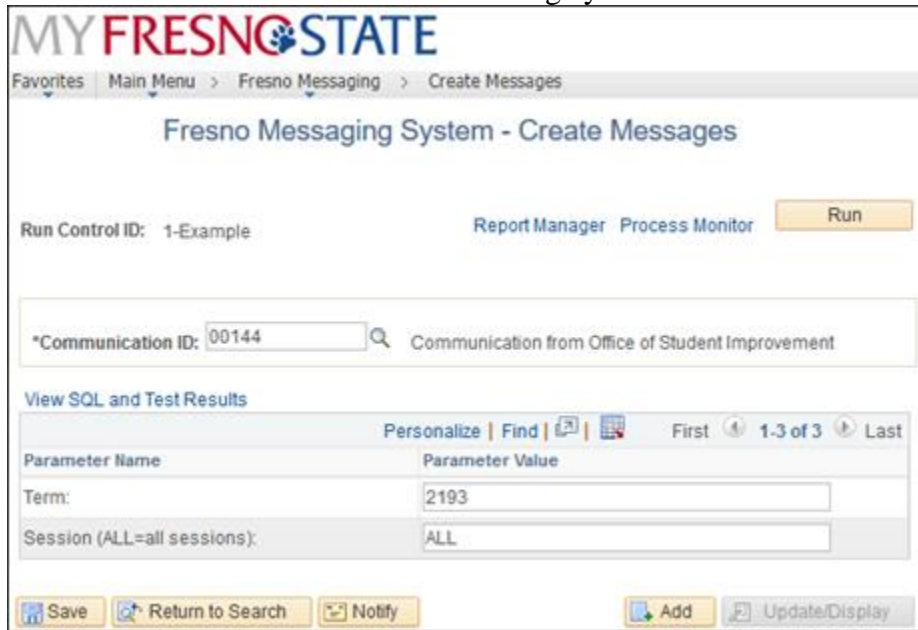 MY FRESNO STATE
Favorites Main Menu > Fresno Messaging > Create Messages
Fresno Messaging System - Create Messages
Run Control ID: 1-Example Report Manager Process Monitor Run
*Communication ID: 00144 Communication from Office of Student Improvement
View SQL and Test Results
Personalize | Find | | First 1-3 of 3 Last
Parameter Name Parameter Value
Term: 2193
Session (ALL=all sessions): ALL
Save Return to Search Notify Add Update/Display